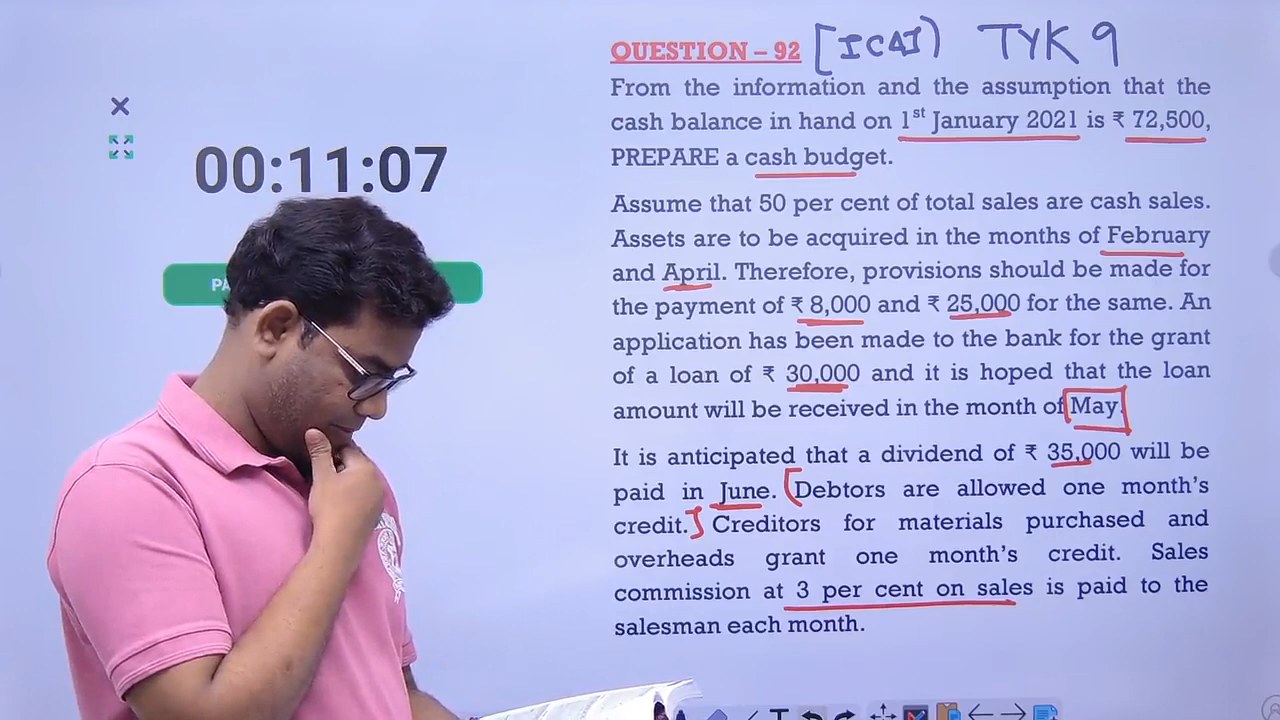 QUESTION – 92 [ICAI) TYK 9
From the information and the assumption that the
cash balance in hand on 1st January 2021 is ₹ 72,500,
PREPARE a cash budget.
Assume that 50 per cent of total sales are cash sales.
Assets are to be acquired in the months of February
and April. Therefore, provisions should be made for
the payment of ₹ 8,000 and ₹ 25,000 for the same. An
application has been made to the bank for the grant
of a loan of ₹ 30,000 and it is hoped that the loan
amount will be received in the month of May.
It is anticipated that a dividend of ₹ 35,000 will be
paid in June. [Debtors are allowed one month's
credit.] Creditors for materials purchased and
overheads grant one month's credit. Sales
commission at 3 per cent on sales is paid to the
salesman each month.
00:11:07